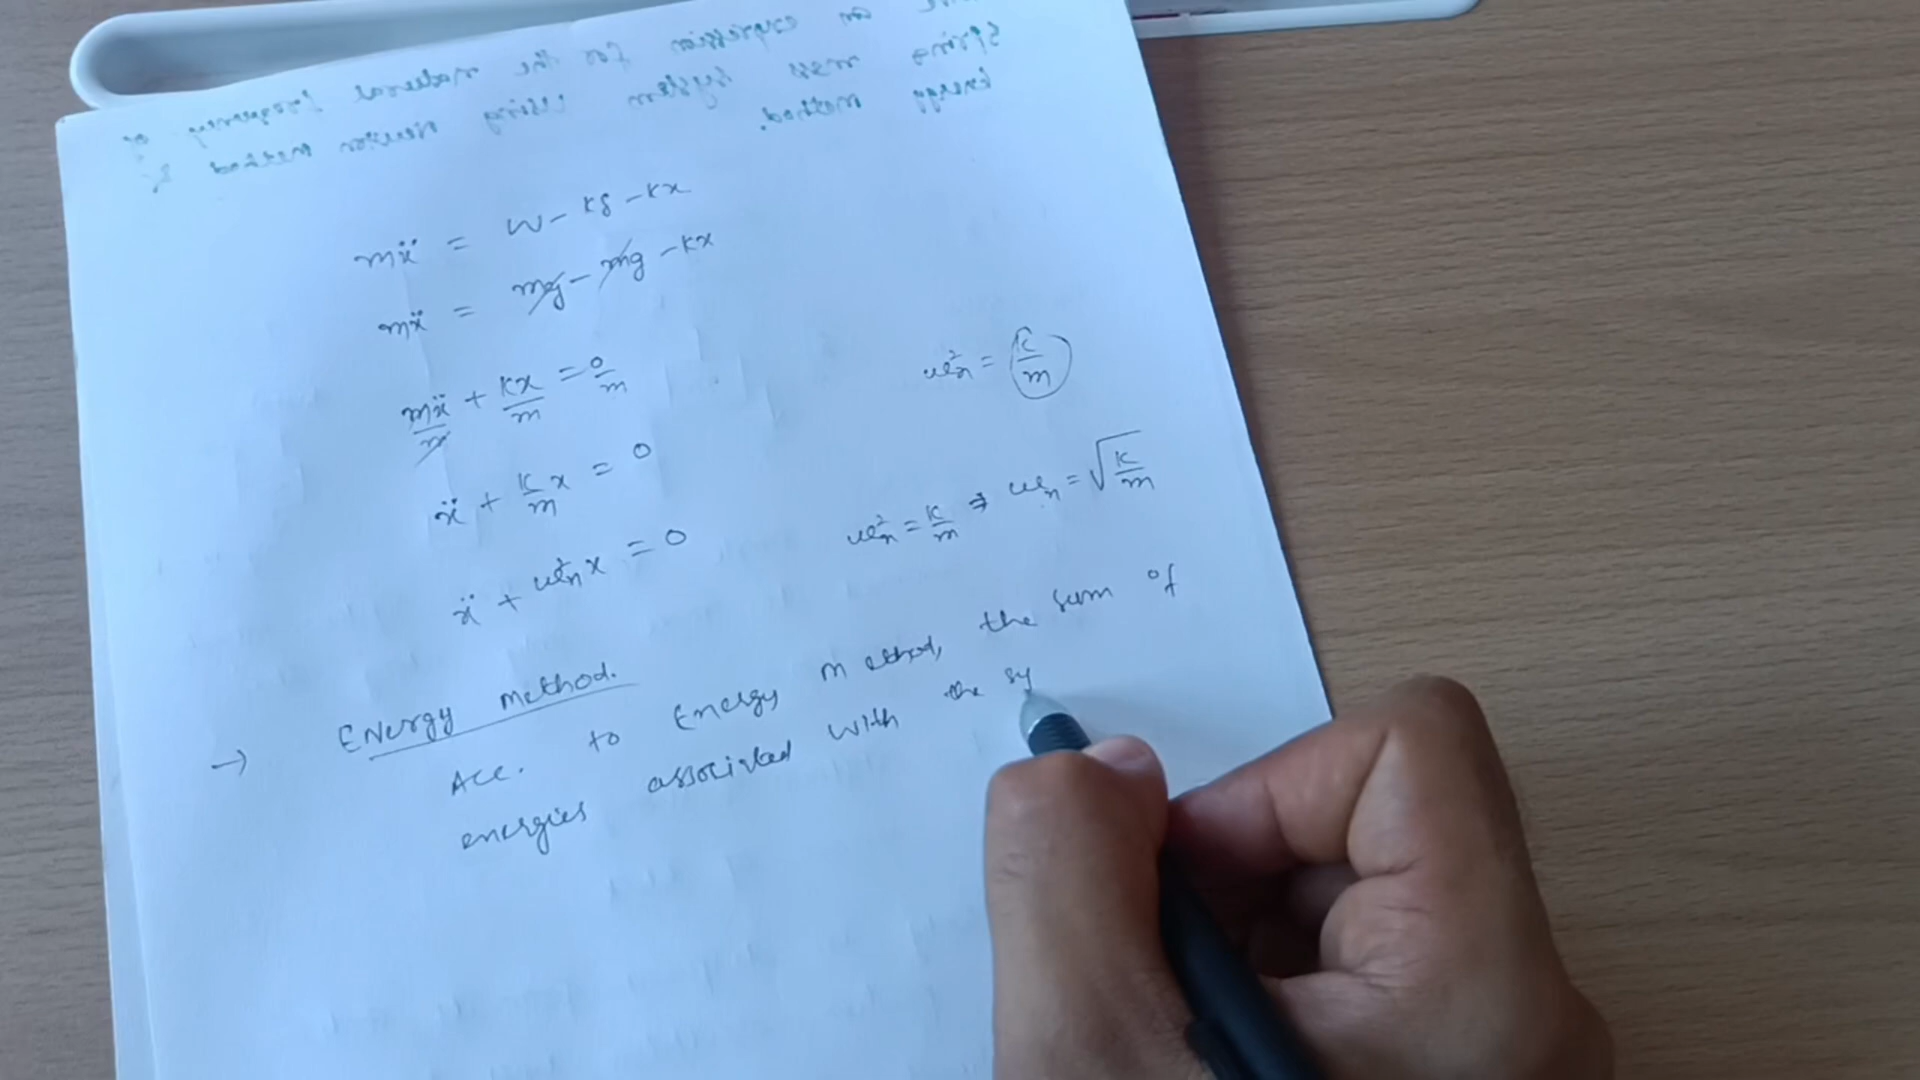 mẍ = W - kδ - kx
mẍ = mg - mg - kx
mẍ/m + kx/m = 0/m
ωn² = k/m
ẍ + k/m x = 0
ωn² = k/m ⇒ ωn = √k/m
ẍ + ωn² x = 0
→ Energy method.
Acc. to Energy method, the sum of
energies associated with the sy